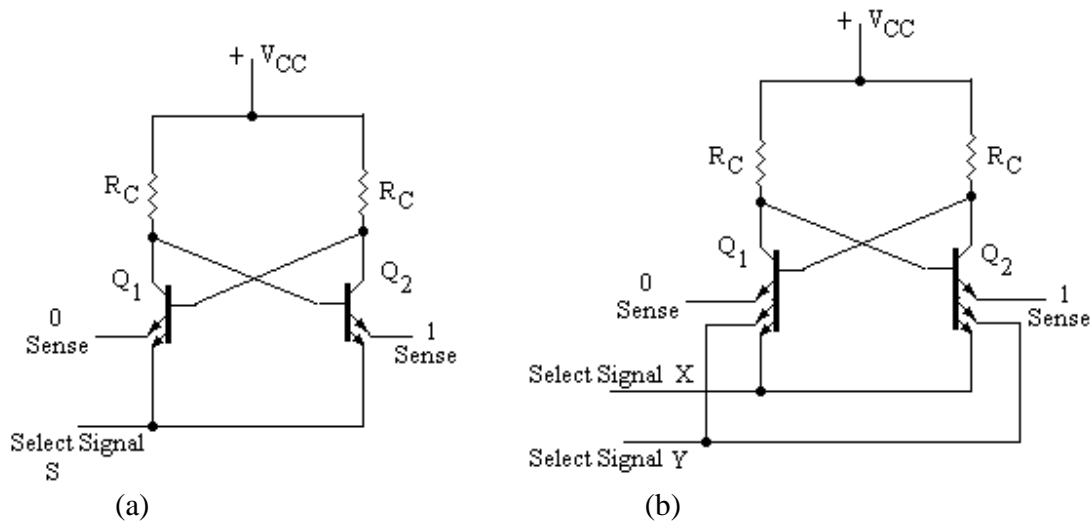 + VCC
RC
RC
Q1
Q2
0
Sense
1
Sense
Select Signal
S
(a)
+ VCC
RC
RC
Q1
Q2
0
Sense
1
Sense
Select Signal X
Select Signal Y
(b)